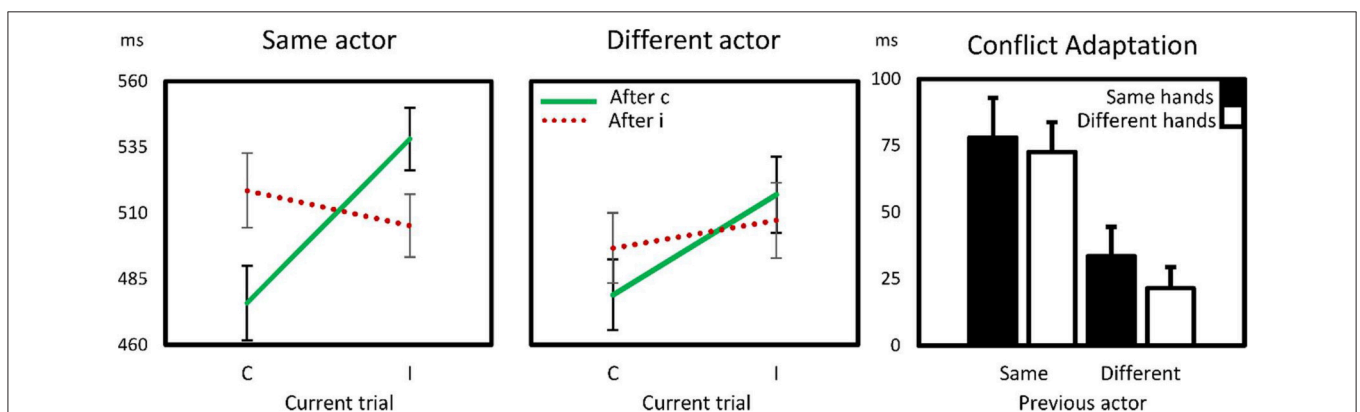 Same actor
Different actor
Conflict Adaptation
ms
560
535
510
485
460
C
I
Current trial
After c
After i
C
I
Current trial
ms
100
75
50
25
0
Same hands
Different hands
Same
Different
Previous actor